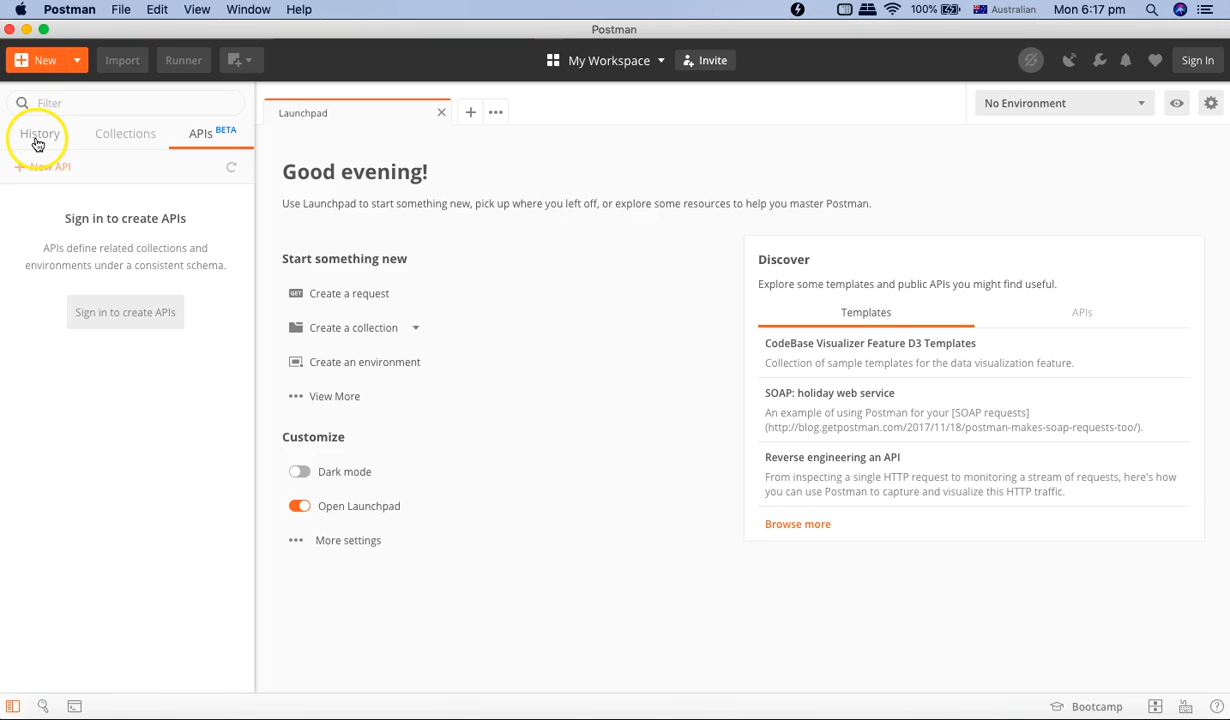 Postman File Edit View Window Help 100% Australian Mon 6:17 pm
Postman
New Import Runner My Workspace Invite Sign In
Filter
Launchpad
No Environment
History Collections APIs BETA
+ New API
Good evening!
Use Launchpad to start something new, pick up where you left off, or explore some resources to help you master Postman.
Sign in to create APIs
APIs define related collections and
environments under a consistent schema.
Sign in to create APIs
Start something new
GET Create a request
Create a collection
Create an environment
View More
Customize
Dark mode
Open Launchpad
More settings
Discover
Explore some templates and public APIs you might find useful.
Templates APIs
CodeBase Visualizer Feature D3 Templates
Collection of sample templates for the data visualization feature.
SOAP: holiday web service
An example of using Postman for your [SOAP requests]
(http://blog.getpostman.com/2017/11/18/postman-makes-soap-requests-too/).
Reverse engineering an API
From inspecting a single HTTP request to monitoring a stream of requests, here's how
you can use Postman to capture and visualize this HTTP traffic.
Browse more
Bootcamp